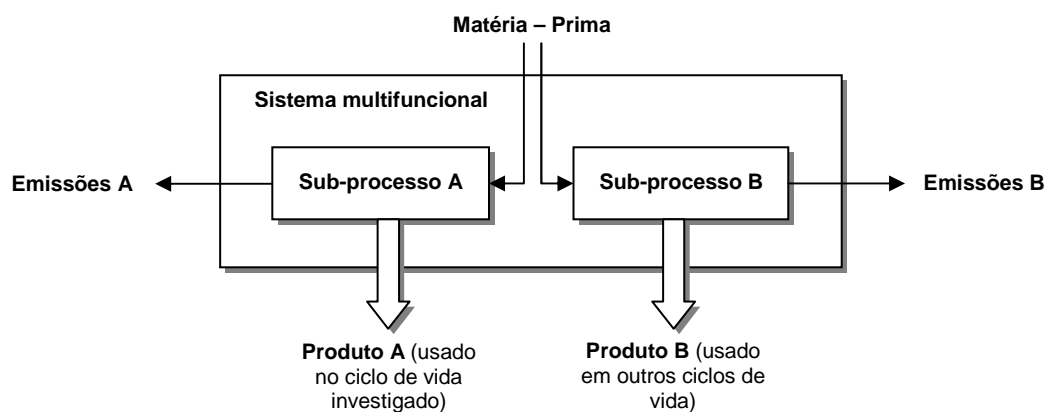 Matéria – Prima
Sistema multifuncional
Emissões A
Sub-processo A
Sub-processo B
Emissões B
Produto A (usado
no ciclo de vida
investigado)
Produto B (usado
em outros ciclos de
vida)